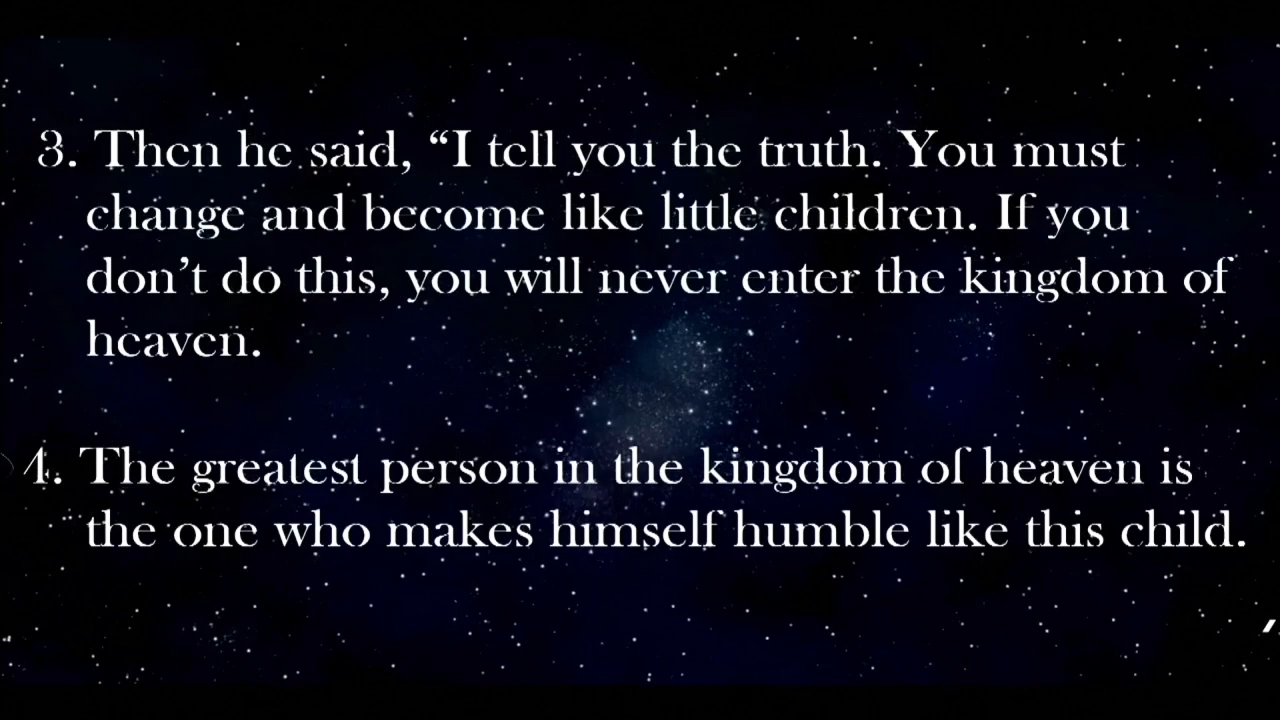 3. Then he said, “I tell you the truth. You must
change and become like little children. If you
don’t do this, you will never enter the kingdom of
heaven.
4. The greatest person in the kingdom of heaven is
the one who makes himself humble like this child.